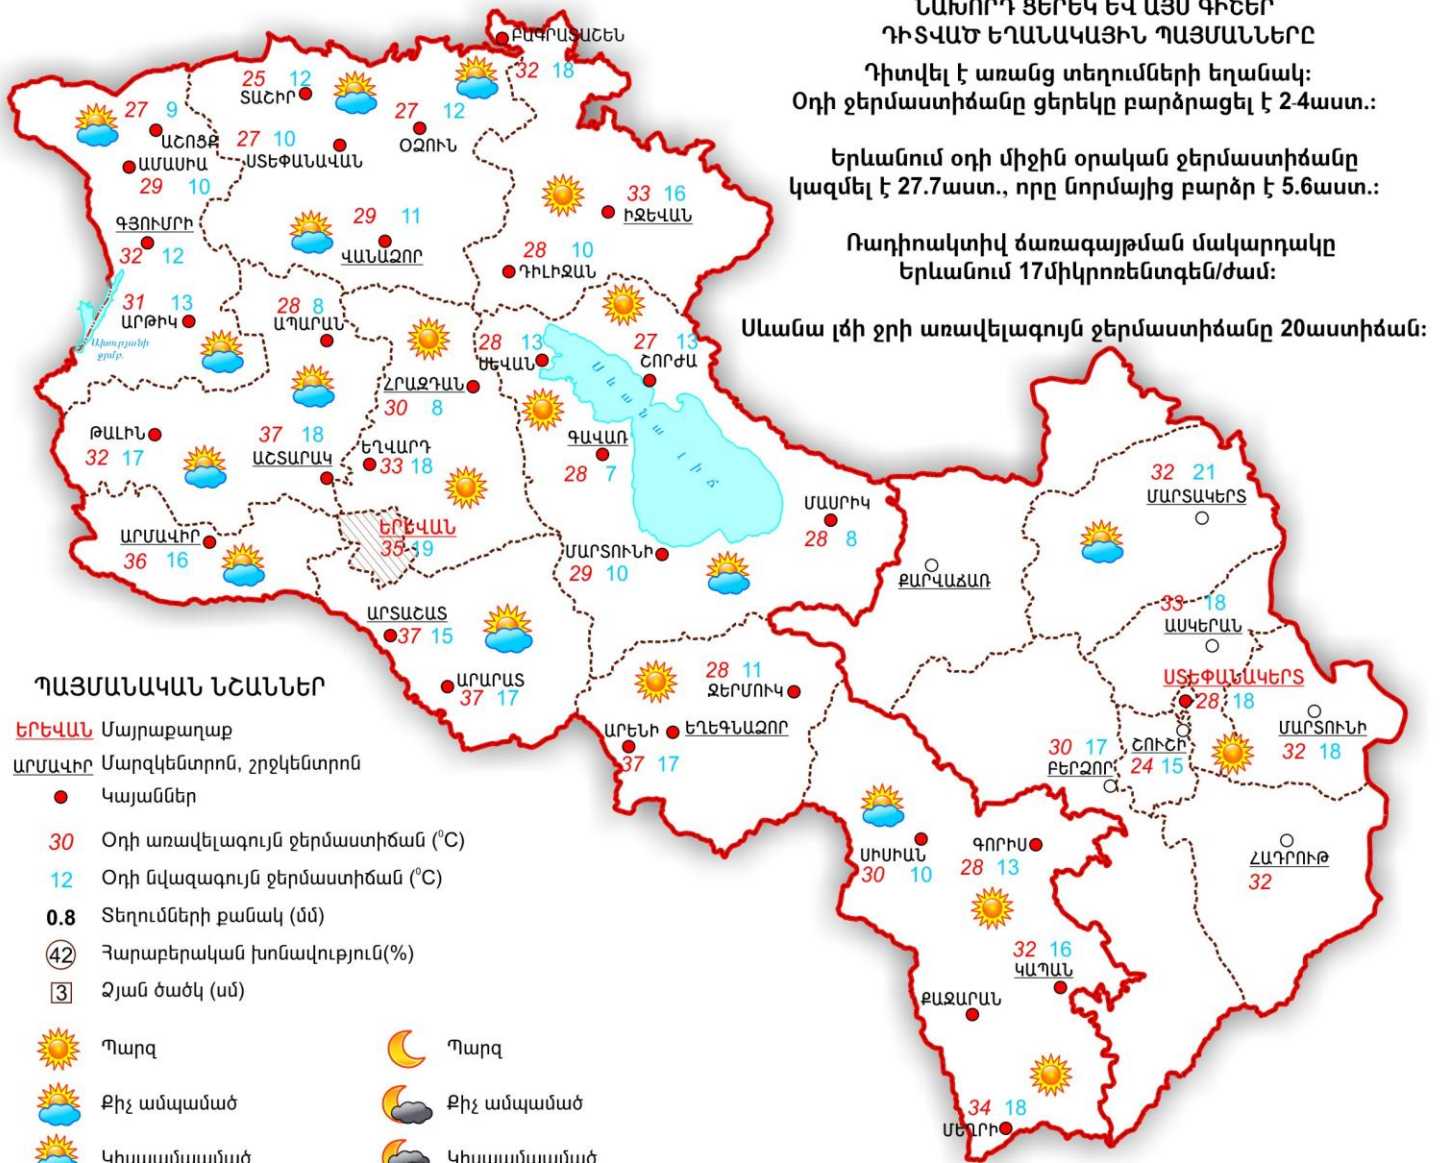 ՆԱԽՈՐԴ ՑԵՐԵԿ ԵՎ ԱՅՍ ԳԻՇԵՐ
ԴԻՏՎԱԾ ԵՂԱՆԱԿԱՅԻՆ ՊԱՅՄԱՆՆԵՐԸ
Դիտվել է առանց տեղումների եղանակ:
Օդի ջերմաստիճանը ցերեկը բարձրացել է 2-4աստ.:
Երևանում օդի միջին օրական ջերմաստիճանը
կազմել է 27.7աստ., որը նորմայից բարձր է 5.6աստ.:
Ռադիոակտիվ ճառագայթման մակարդակը
Երևանում 17միկրոռենտգեն/ժամ:
Սևանա լճի ջրի առավելագույն ջերմաստիճանը 20աստիճան:
ԲԱԳՐԱՏԱՇԵՆ
32 18
25 12
ՏԱՇԻՐ
27 9
ԱՇՈՑՔ
27 12
ՕՁՈՒՆ
27 10
ՍՏԵՓԱՆԱՎԱՆ
ԱՄԱՍԻԱ
29 10
33 16
ԻՋԵՎԱՆ
ԳՅՈՒՄՐԻ
32 12
29 11
ՎԱՆԱՁՈՐ
28 10
ԴԻԼԻՋԱՆ
31 13
ԱՐԹԻԿ
28 8
ԱՊԱՐԱՆ
Ախուրյանի
ջրմբ.
28 13
ՍԵՎԱՆ
27 13
ՇՈՐԺԱ
Սևանա լիճ
ՀՐԱԶԴԱՆ
30 8
ԹԱԼԻՆ
32 17
37 18
ԱՇՏԱՐԱԿ
ԵՂՎԱՐԴ
33 18
ԳԱՎԱՌ
28 7
32 21
ՄԱՐՏԱԿԵՐՏ
ՄԱՍՐԻԿ
28 8
ԱՐՄԱՎԻՐ
36 16
ԵՐԵՎԱՆ
35 19
ՄԱՐՏՈՒՆԻ
29 10
ՔԱՐՎԱՃԱՌ
33 18
ԱՍԿԵՐԱՆ
ԱՐՏԱՇԱՏ
37 15
ԱՐԱՐԱՏ
37 17
28 11
ՋԵՐՄՈՒԿ
ՍՏԵՓԱՆԱԿԵՐՏ
28 18
ԱՐԵՆԻ
37 17
ԵՂԵԳՆԱՁՈՐ
ՄԱՐՏՈՒՆԻ
32 18
30 17
ԲԵՐՁՈՐ
ՇՈՒՇԻ
24 15
ՍԻՍԻԱՆ
30 10
ԳՈՐԻՍ
28 13
ՀԱԴՐՈՒԹ
32
32 16
ԿԱՊԱՆ
ՔԱՋԱՐԱՆ
34 18
ՄԵՂՐԻ
ՊԱՅՄԱՆԱԿԱՆ ՆՇԱՆՆԵՐ
ԵՐԵՎԱՆ Մայրաքաղաք
ԱՐՄԱՎԻՐ Մարզկենտրոն, շրջկենտրոն
Կայաններ
30 Օդի առավելագույն ջերմաստիճան (°C)
12 Օդի նվազագույն ջերմաստիճան (°C)
0.8 Տեղումների քանակ (մմ)
42 Հարաբերական խոնավություն(%)
3 Ձյան ծածկ (սմ)
Պարզ Պարզ
Քիչ ամպամած Քիչ ամպամած